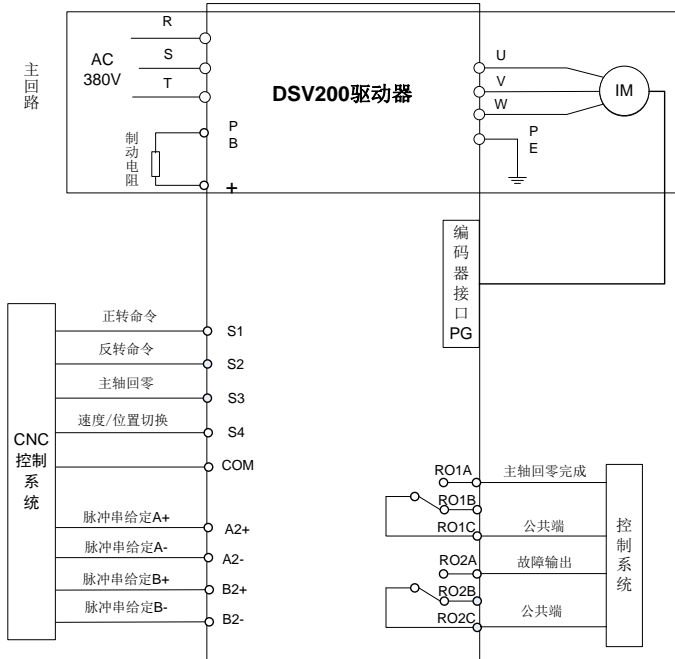 主回路
AC
380V
R
S
T
制动电阻
P
B
+
DSV200驱动器
U
V
W
P
E
IM
编码器接口
PG
CNC
控制系统
正转命令
S1
反转命令
S2
主轴回零
S3
速度/位置切换
S4
COM
脉冲串给定A+
A2+
脉冲串给定A-
A2-
脉冲串给定B+
B2+
脉冲串给定B-
B2-
RO1A
主轴回零完成
RO1B
RO1C
公共端
RO2A
故障输出
RO2B
RO2C
公共端
控制系统